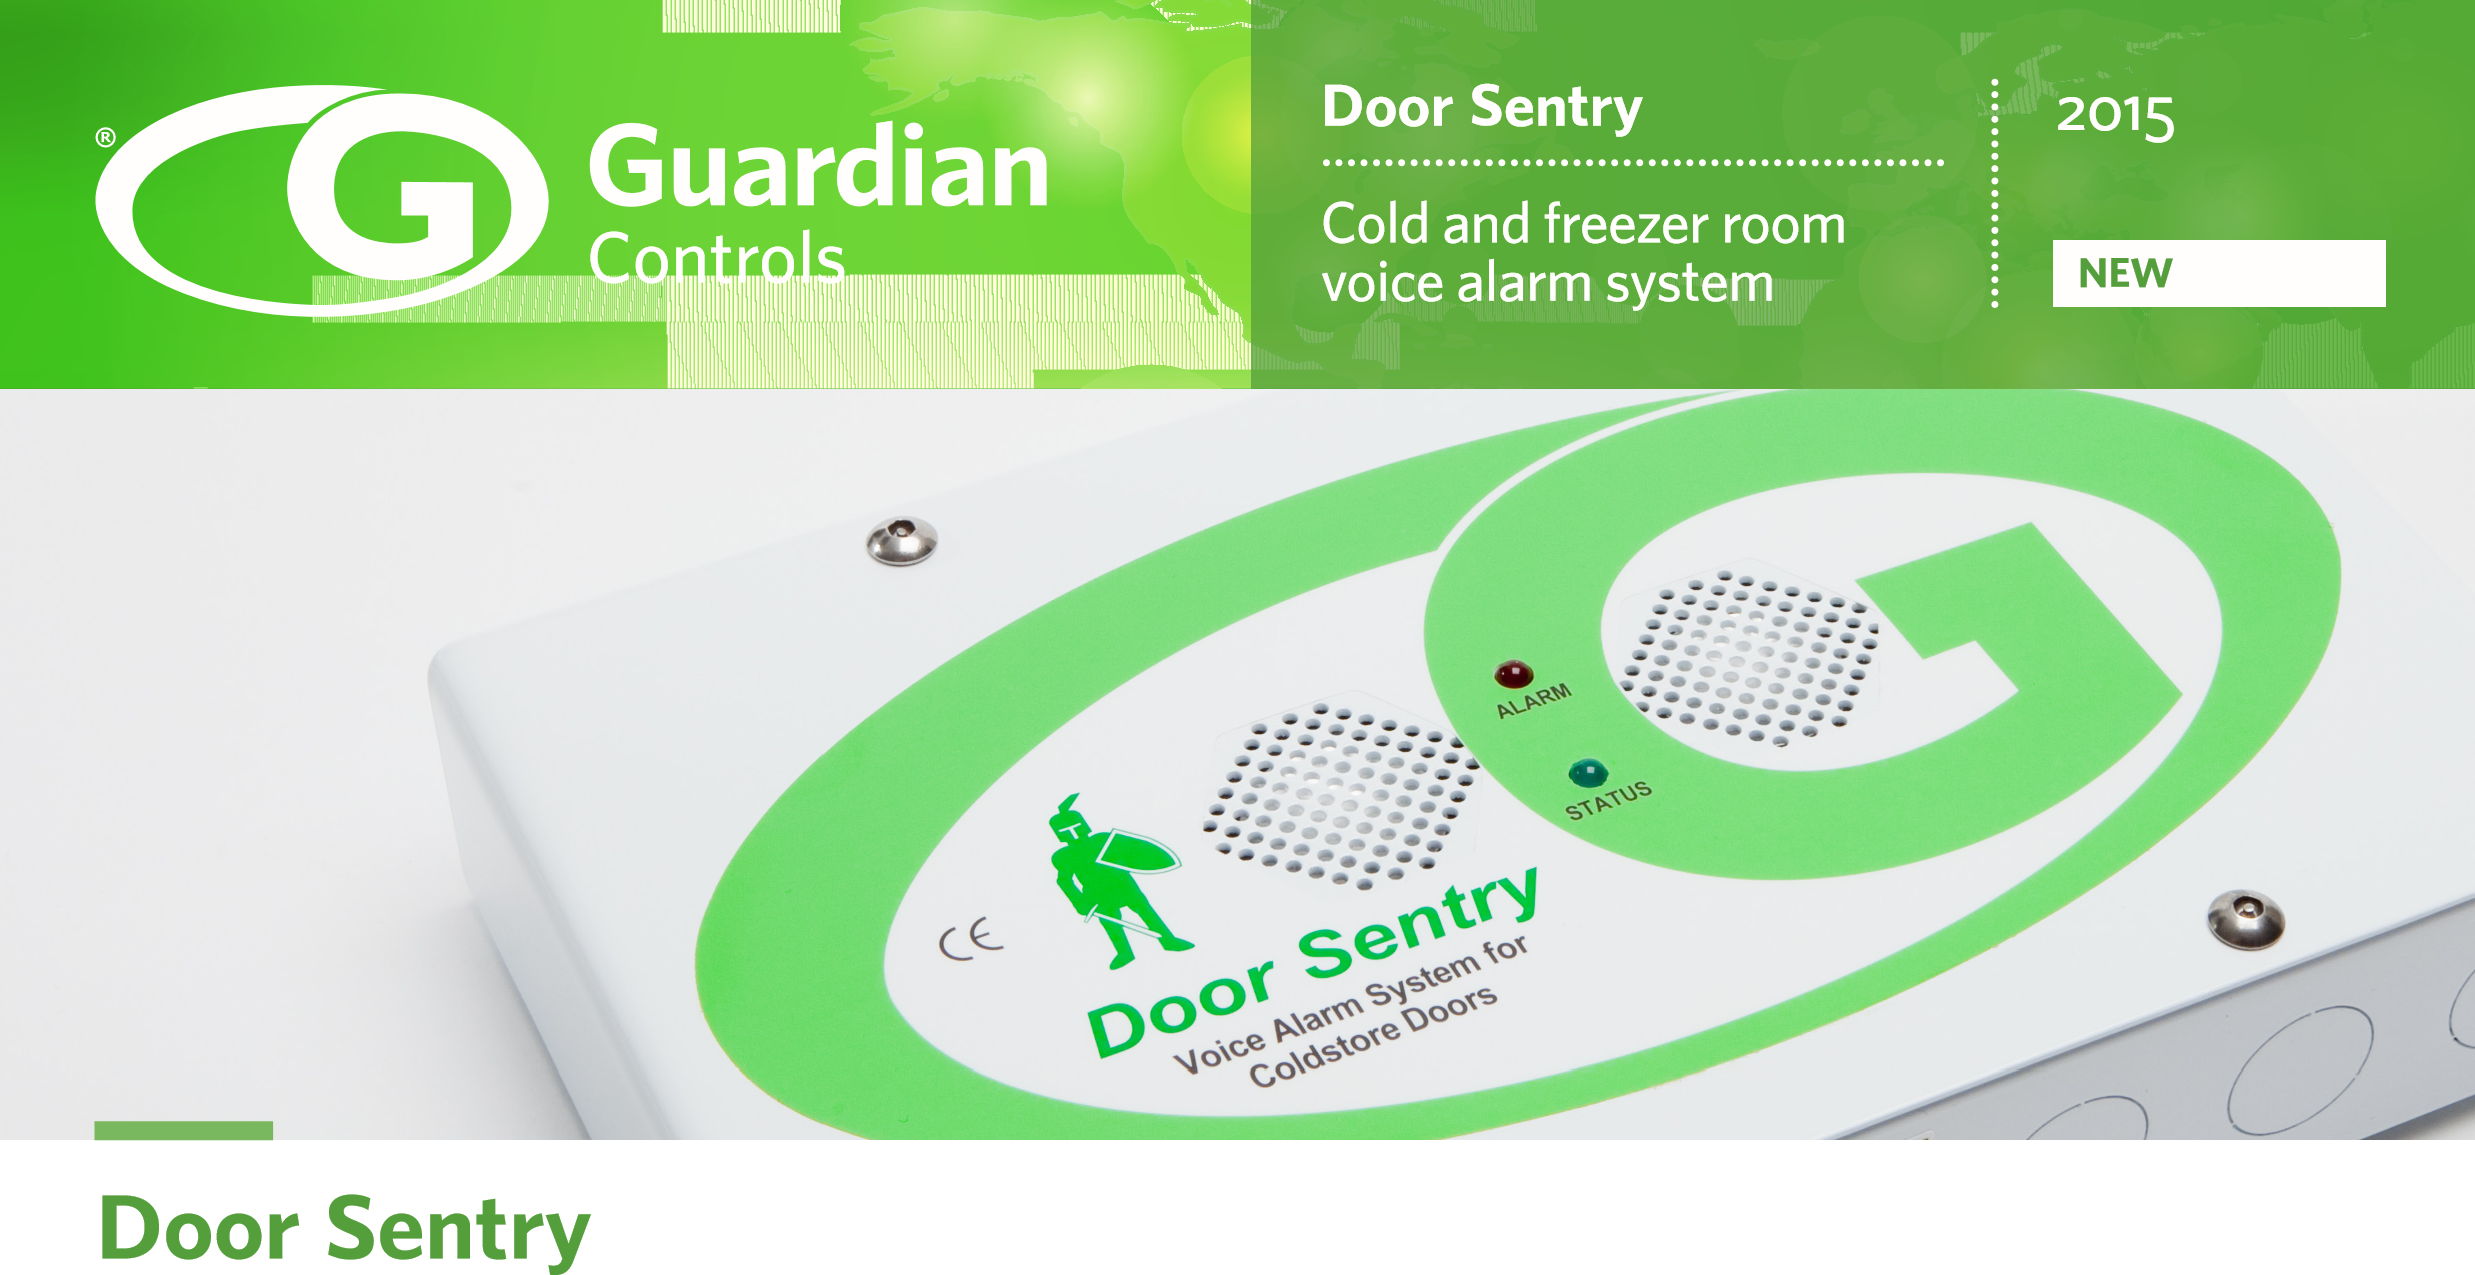 ®
Guardian
Controls
Door Sentry
Cold and freezer room
voice alarm system
2015
NEW
G
ALARM
STATUS
CE
Door Sentry
Voice Alarm System for
Coldstore Doors
Door Sentry